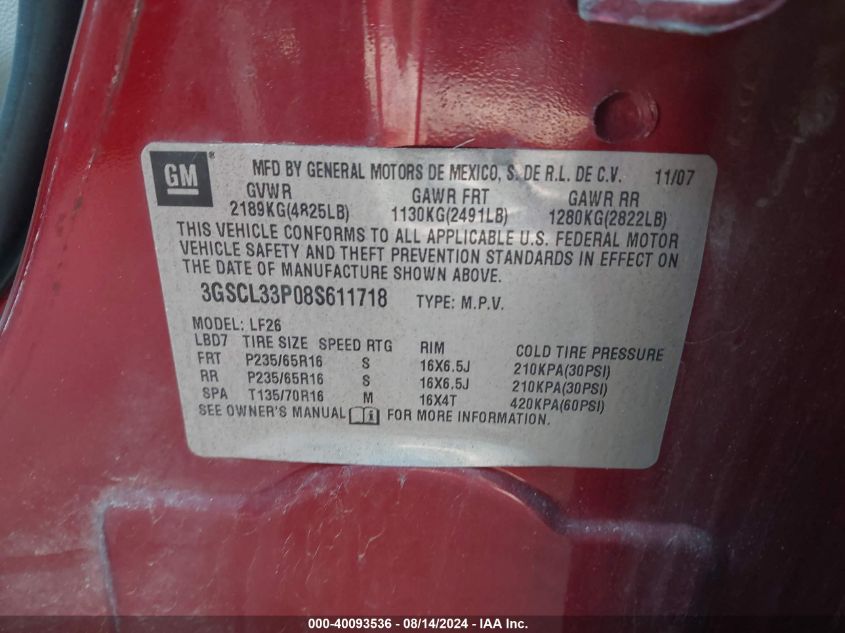 GM ® MFD BY GENERAL MOTORS DE MEXICO, S. DE R.L. DE C.V. 11/07
GVWR GAWR FRT GAWR RR
2189KG(4825LB) 1130KG(2491LB) 1280KG(2822LB)
THIS VEHICLE CONFORMS TO ALL APPLICABLE U.S. FEDERAL MOTOR
VEHICLE SAFETY AND THEFT PREVENTION STANDARDS IN EFFECT ON
THE DATE OF MANUFACTURE SHOWN ABOVE.
3GSCL33P08S611718 TYPE: M.P.V.
MODEL: LF26
LBD7 TIRE SIZE SPEED RTG RIM COLD TIRE PRESSURE
FRT P235/65R16 S 16X6.5J 210KPA(30PSI)
RR P235/65R16 S 16X6.5J 210KPA(30PSI)
SPA T135/70R16 M 16X4T 420KPA(60PSI)
SEE OWNER'S MANUAL i FOR MORE INFORMATION.
000-40093536 - 08/14/2024 - IAA Inc.